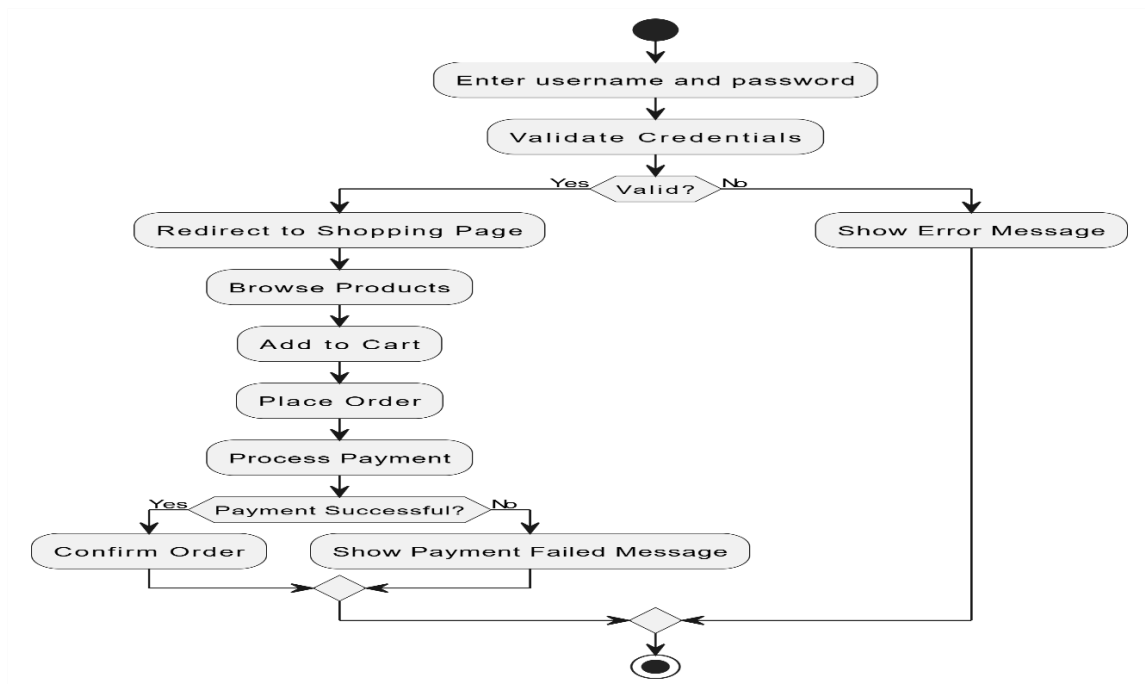 Enter username and password
Validate Credentials
Yes
Valid?
No
Redirect to Shopping Page
Show Error Message
Browse Products
Add to Cart
Place Order
Process Payment
Yes
Payment Successful?
No
Confirm Order
Show Payment Failed Message